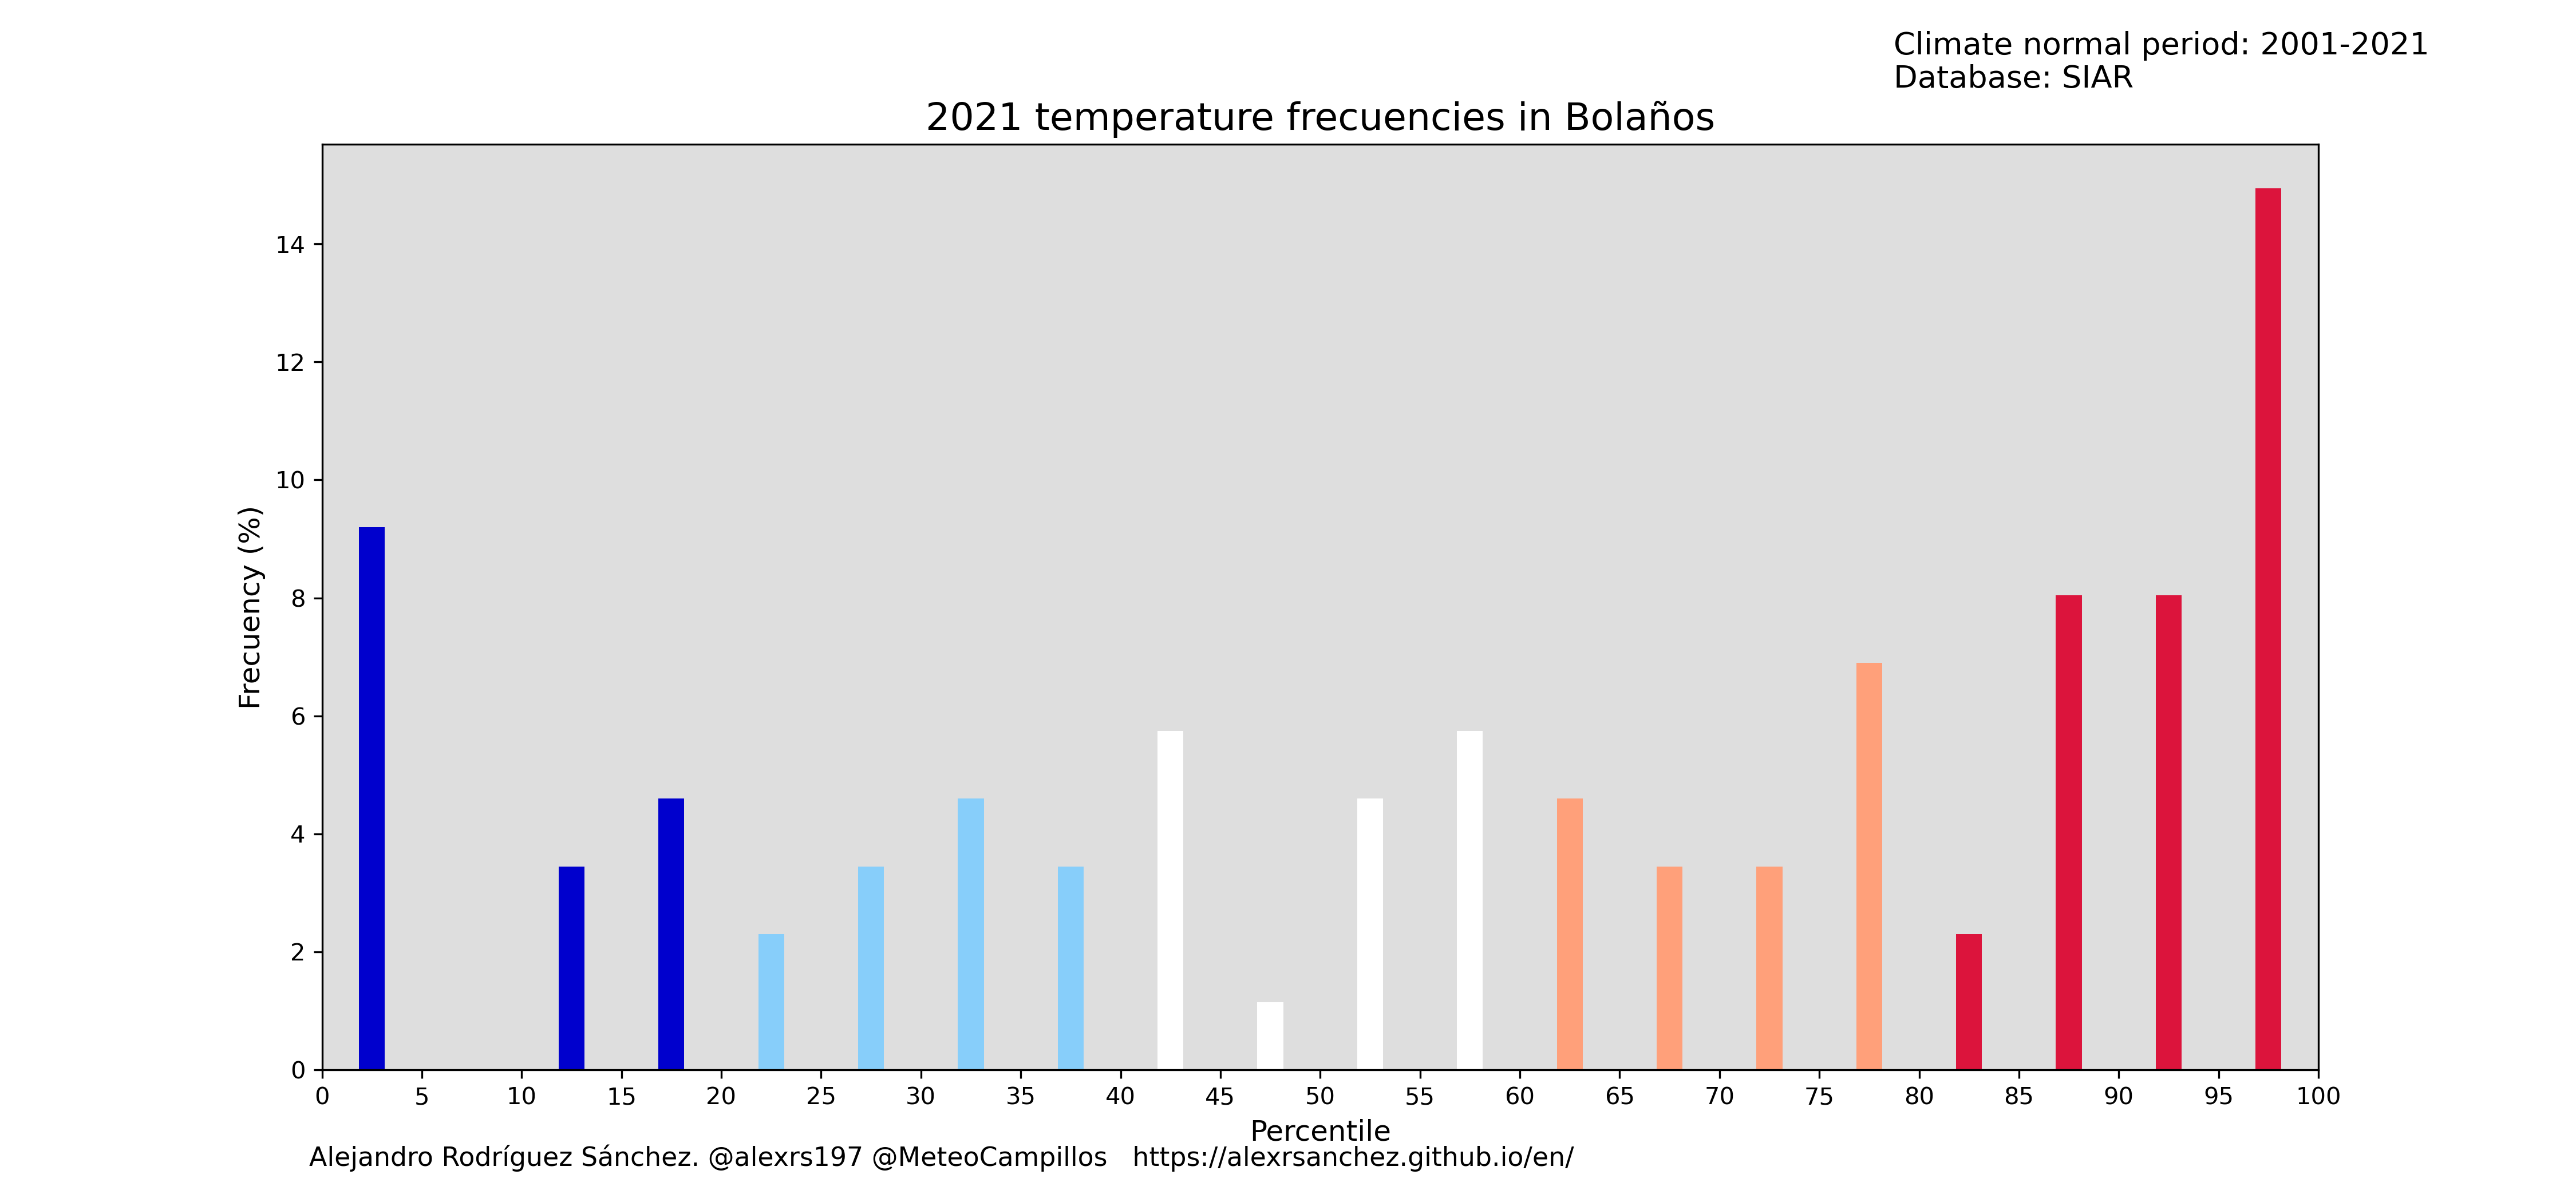 Climate normal period: 2001-2021
Database: SIAR
2021 temperature frecuencies in Bolaños
14
12
10
8
6
4
2
0
Frecuency (%)
0 5 10 15 20 25 30 35 40 45 50 55 60 65 70 75 80 85 90 95 100
Percentile
Alejandro Rodríguez Sánchez. @alexrs197 @MeteoCampillos https://alexrsanchez.github.io/en/